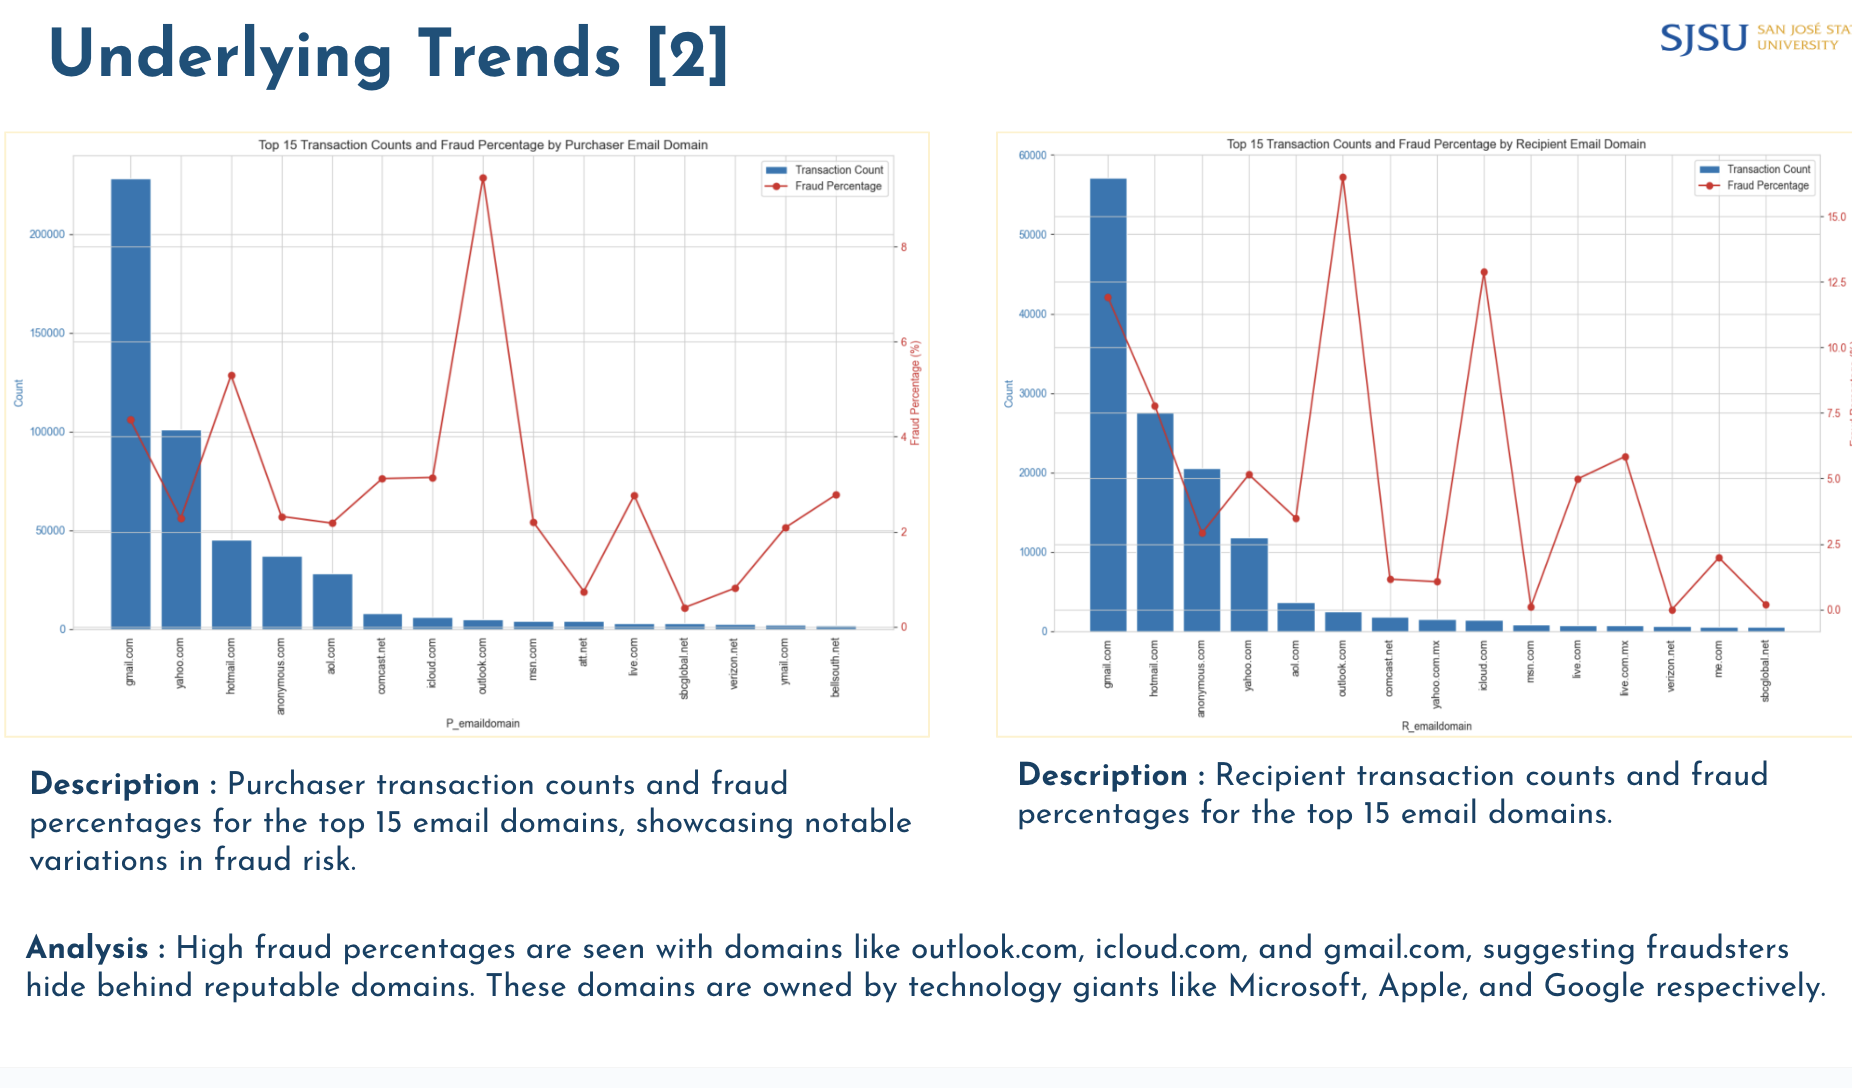 Underlying Trends [2]
SJSU SAN JOSÉ STA
UNIVERSITY
Top 15 Transaction Counts and Fraud Percentage by Purchaser Email Domain
Transaction Count
Fraud Percentage
200000
150000
100000
50000
0
Count
8
6
4
2
0
Fraud Percentage (%)
gmail.com
yahoo.com
hotmail.com
anonymous.com
aol.com
comcast.net
icloud.com
outlook.com
msn.com
att.net
live.com
sbcglobal.net
verizon.net
ymail.com
bellsouth.net
P_emaildomain
Top 15 Transaction Counts and Fraud Percentage by Recipient Email Domain
Transaction Count
Fraud Percentage
60000
50000
40000
30000
20000
10000
0
Count
15.0
12.5
10.0
7.5
5.0
2.5
0.0
gmail.com
hotmail.com
anonymous.com
yahoo.com
aol.com
outlook.com
comcast.net
yahoo.com.mx
icloud.com
msn.com
live.com
live.com.mx
verizon.net
me.com
sbcglobal.net
R_emaildomain
Description : Purchaser transaction counts and fraud
percentages for the top 15 email domains, showcasing notable
variations in fraud risk.
Description : Recipient transaction counts and fraud
percentages for the top 15 email domains.
Analysis : High fraud percentages are seen with domains like outlook.com, icloud.com, and gmail.com, suggesting fraudsters
hide behind reputable domains. These domains are owned by technology giants like Microsoft, Apple, and Google respectively.